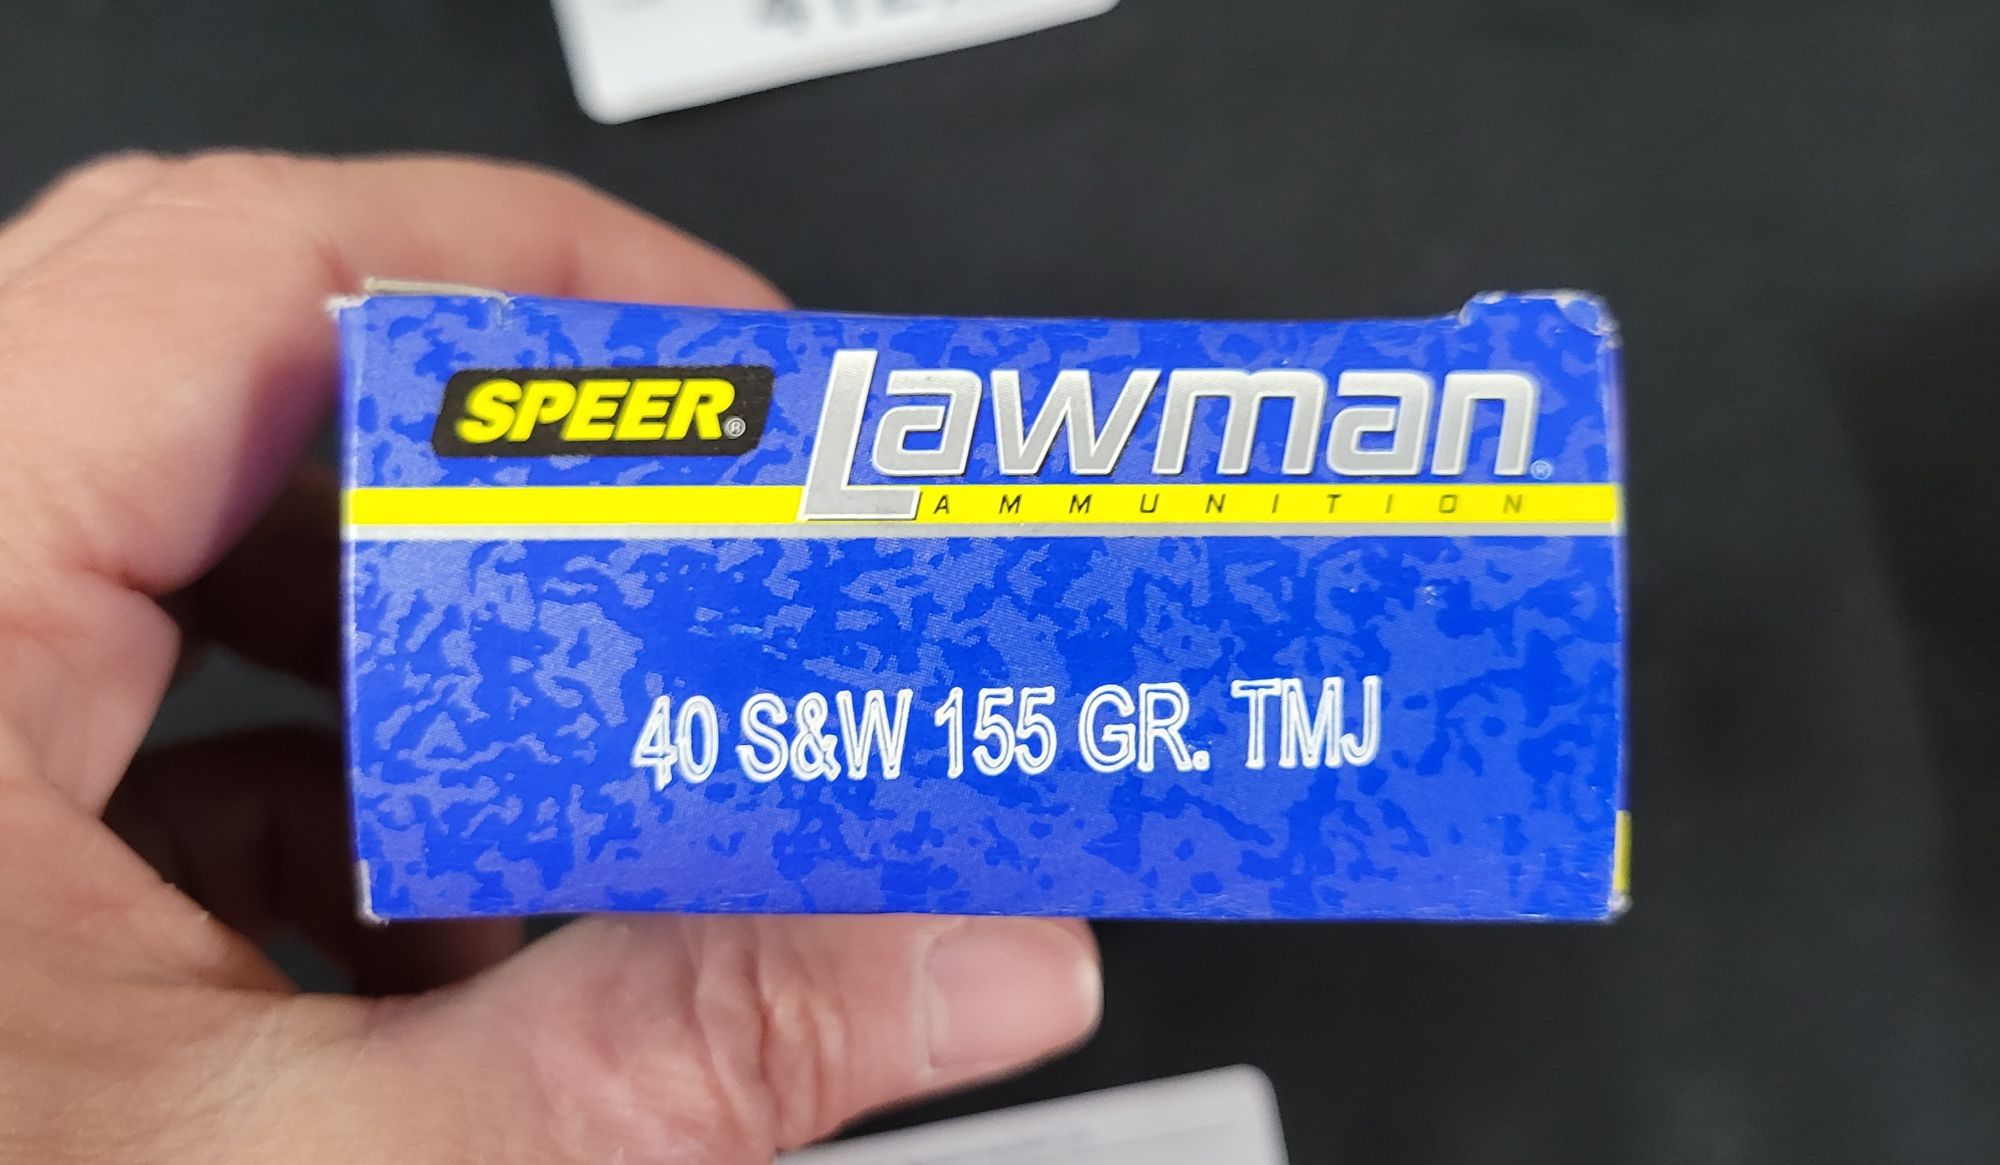 SPEER® Lawman®
AMMUNITION
40 S&W 155 GR. TMJ